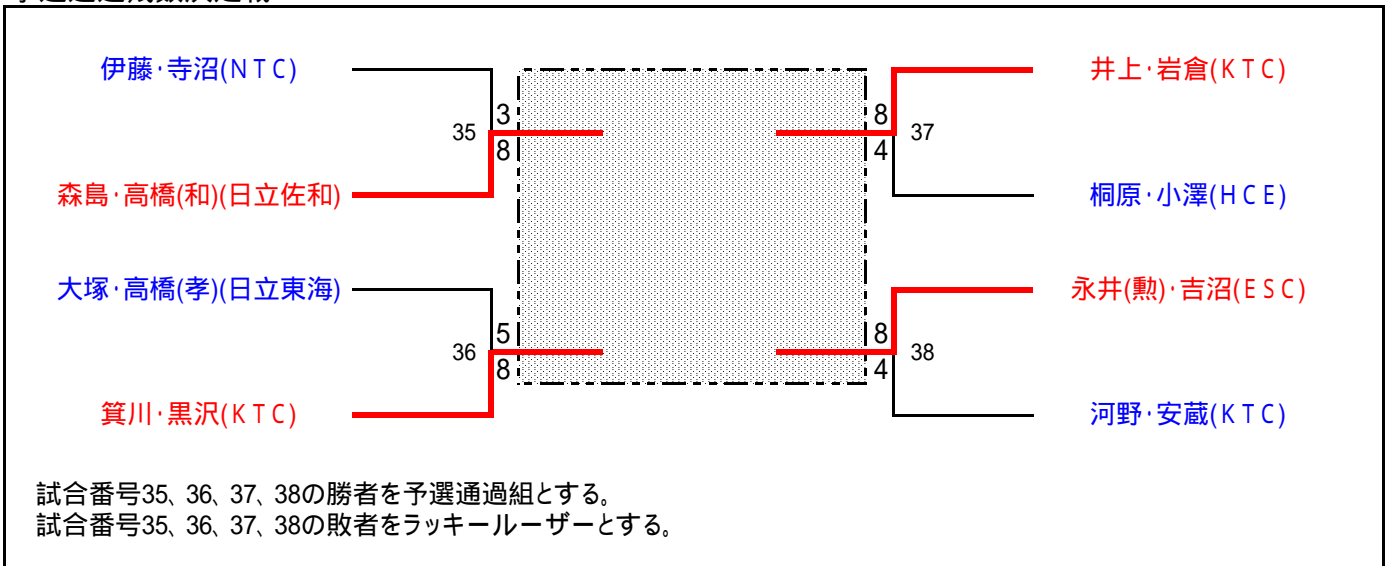 伊藤・寺沼(NTC)
井上・岩倉(KTC)
3
8
35
37
8
4
森島・高橋(和)(日立佐和)
桐原・小澤(HCE)
大塚・高橋(孝)(日立東海)
永井(勲)・吉沼(ESC)
5
8
36
38
8
4
箕川・黒沢(KTC)
河野・安蔵(KTC)
試合番号35、36、37、38の勝者を予選通過組とする。
試合番号35、36、37、38の敗者をラッキールーザーとする。